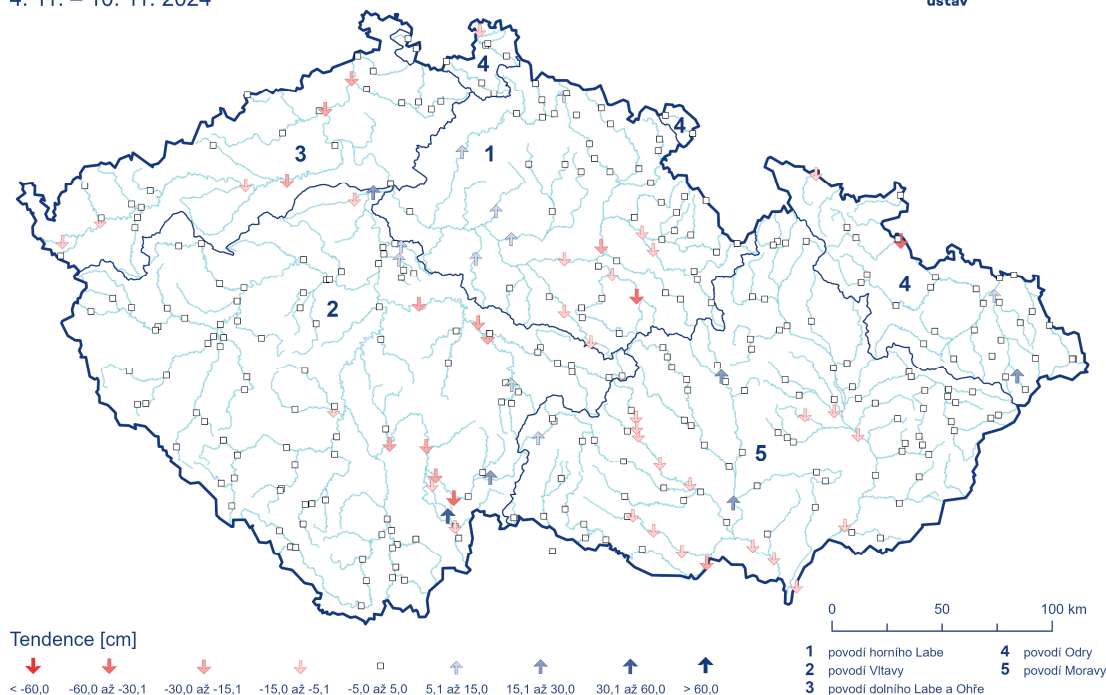 4. 11. – 10. 11. 2024
ústav
4
4
1
3
2
4
5
0 50 100 km
Tendence [cm]
< -60,0 -60,0 až -30,1 -30,0 až -15,1 -15,0 až -5,1 -5,0 až 5,0 5,1 až 15,0 15,1 až 30,0 30,1 až 60,0 > 60,0
1 povodí horního Labe 4 povodí Odry
2 povodí Vltavy 5 povodí Moravy
3 povodí dolního Labe a Ohře